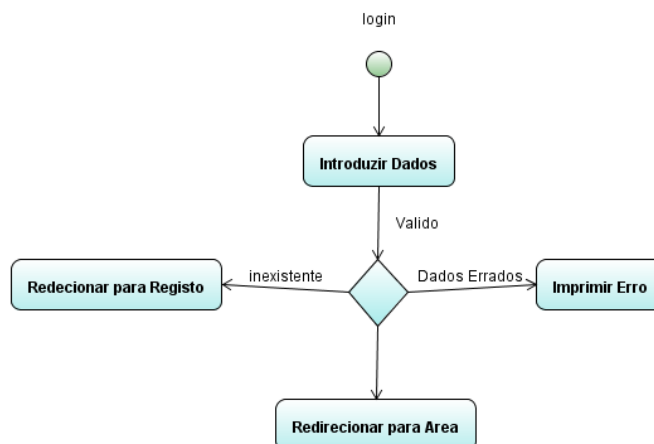 login
Introduzir Dados
Valido
inexistente
Dados Errados
Redecionar para Registo
Imprimir Erro
Redirecionar para Area